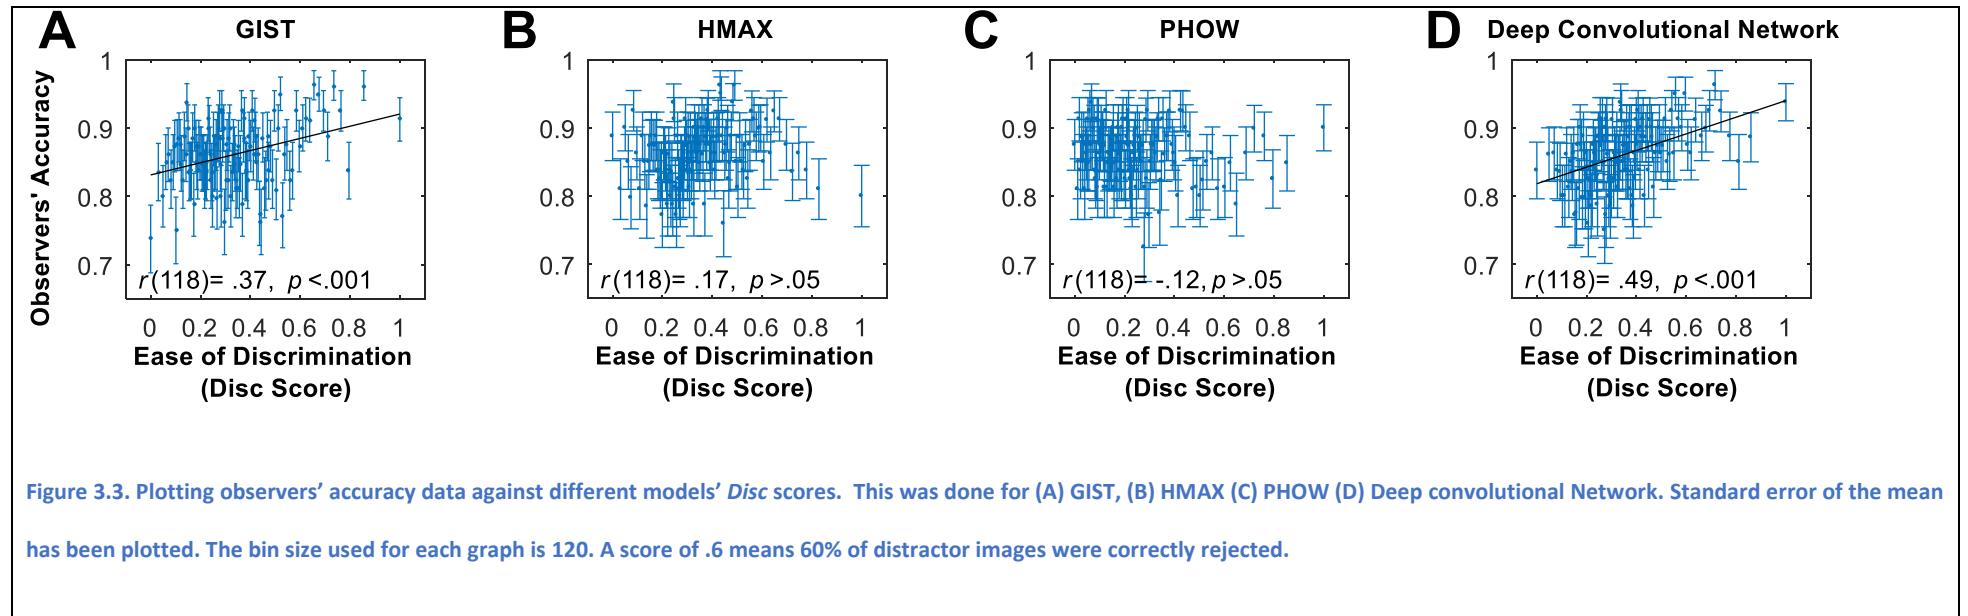 A GIST
B HMAX
C PHOW
D Deep Convolutional Network
Observers' Accuracy
1
0.9
0.8
0.7
r(118)= .37, p<.001
0 0.2 0.4 0.6 0.8 1
Ease of Discrimination
(Disc Score)
1
0.9
0.8
0.7
r(118)= .17, p>.05
0 0.2 0.4 0.6 0.8 1
Ease of Discrimination
(Disc Score)
1
0.9
0.8
0.7
r(118)= -.12, p>.05
0 0.2 0.4 0.6 0.8 1
Ease of Discrimination
(Disc Score)
1
0.9
0.8
0.7
r(118)= .49, p<.001
0 0.2 0.4 0.6 0.8 1
Ease of Discrimination
(Disc Score)
Figure 3.3. Plotting observers’ accuracy data against different models’ Disc scores. This was done for (A) GIST, (B) HMAX (C) PHOW (D) Deep convolutional Network. Standard error of the mean
has been plotted. The bin size used for each graph is 120. A score of .6 means 60% of distractor images were correctly rejected.